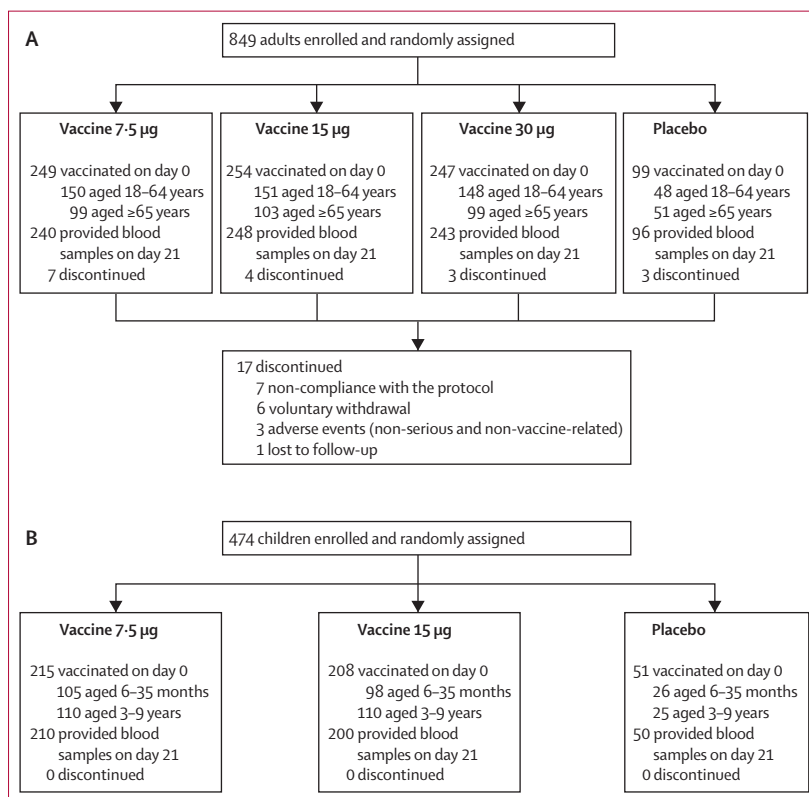 A
849 adults enrolled and randomly assigned
Vaccine 7·5 μg
249 vaccinated on day 0
150 aged 18–64 years
99 aged ≥65 years
240 provided blood
samples on day 21
7 discontinued
Vaccine 15 μg
254 vaccinated on day 0
151 aged 18–64 years
103 aged ≥65 years
248 provided blood
samples on day 21
4 discontinued
Vaccine 30 μg
247 vaccinated on day 0
148 aged 18–64 years
99 aged ≥65 years
243 provided blood
samples on day 21
3 discontinued
Placebo
99 vaccinated on day 0
48 aged 18–64 years
51 aged ≥65 years
96 provided blood
samples on day 21
3 discontinued
17 discontinued
7 non-compliance with the protocol
6 voluntary withdrawal
3 adverse events (non-serious and non-vaccine-related)
1 lost to follow-up
B
474 children enrolled and randomly assigned
Vaccine 7·5 μg
215 vaccinated on day 0
105 aged 6–35 months
110 aged 3–9 years
210 provided blood
samples on day 21
0 discontinued
Vaccine 15 μg
208 vaccinated on day 0
98 aged 6–35 months
110 aged 3–9 years
200 provided blood
samples on day 21
0 discontinued
Placebo
51 vaccinated on day 0
26 aged 6–35 months
25 aged 3–9 years
50 provided blood
samples on day 21
0 discontinued